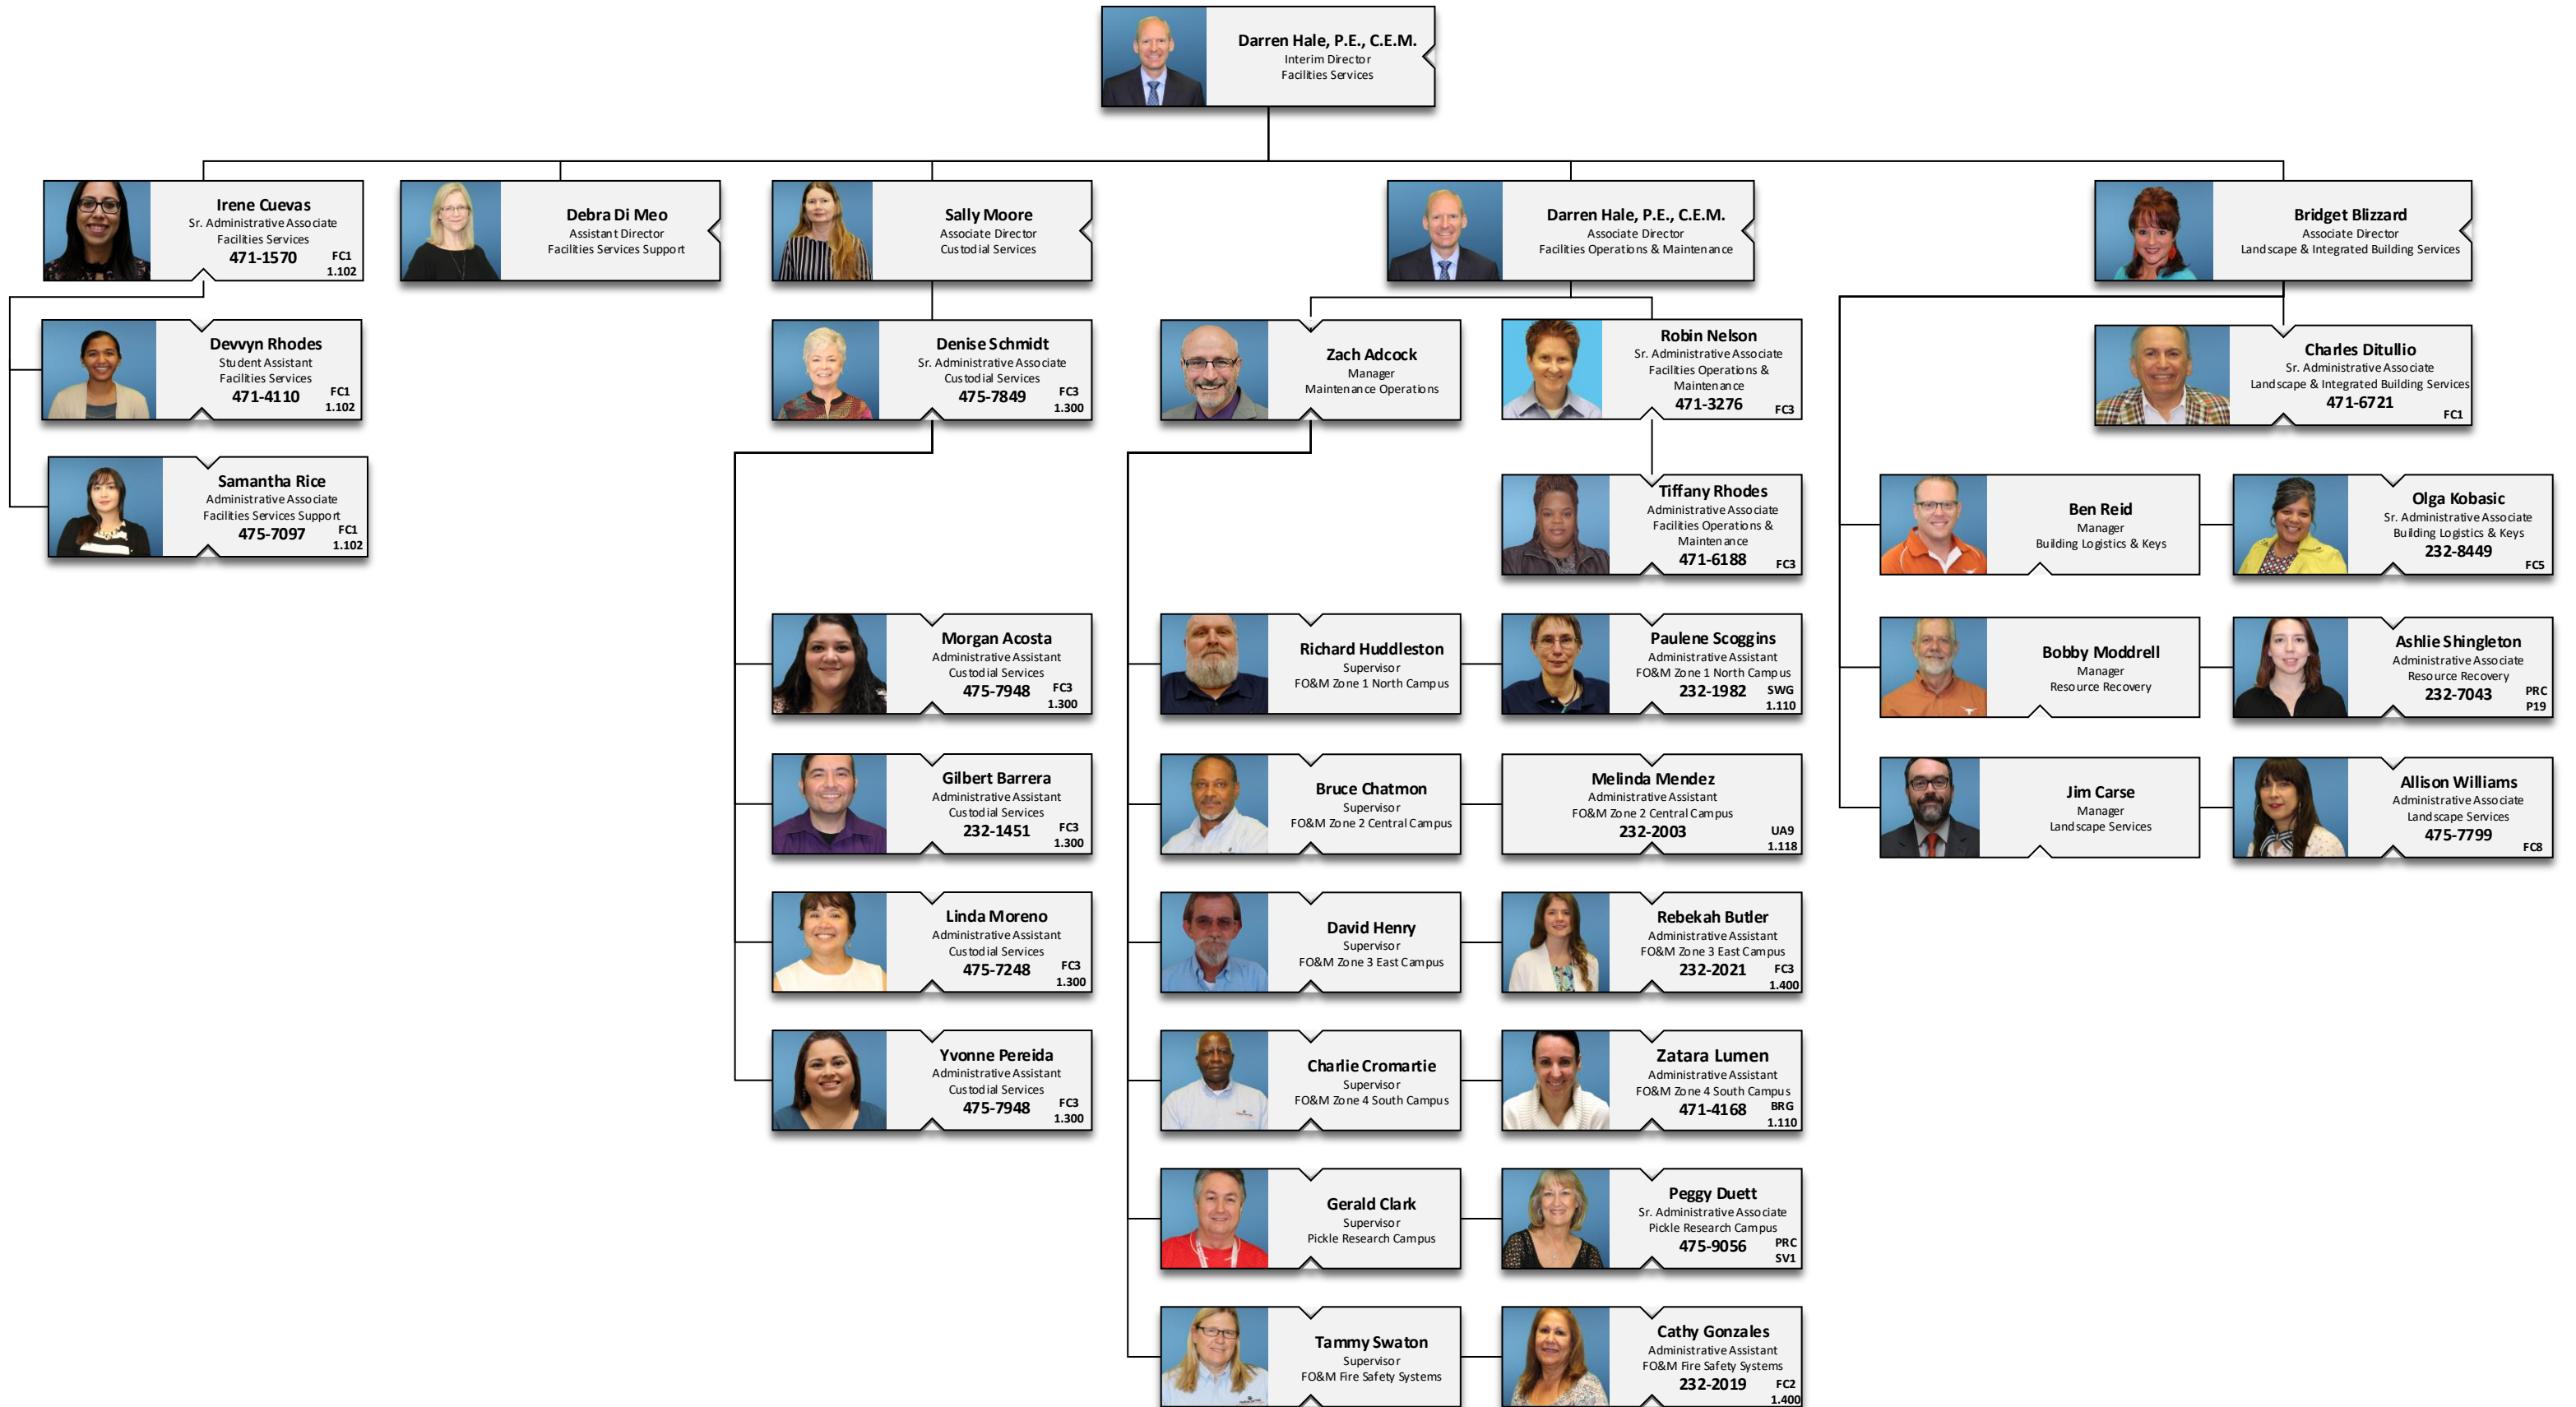 Darren Hale, P.E., C.E.M.
Interim Director
Facilities Services
Irene Cuevas
Sr. Administrative Associate
Facilities Services
471-1570
FC1
1.102
Debra Di Meo
Assistant Director
Facilities Services Support
Sally Moore
Associate Director
Custodial Services
Darren Hale, P.E., C.E.M.
Associate Director
Facilities Operations & Maintenance
Bridget Blizzard
Associate Director
Landscape & Integrated Building Services
Devvyn Rhodes
Student Assistant
Facilities Services
471-4110
FC1
1.102
Denise Schmidt
Sr. Administrative Associate
Custodial Services
475-7849
FC3
1.300
Zach Adcock
Manager
Maintenance Operations
Robin Nelson
Sr. Administrative Associate
Facilities Operations &
Maintenance
471-3276
FC3
Charles Ditullio
Sr. Administrative Associate
Landscape & Integrated Building Services
471-6721
FC1
Samantha Rice
Administrative Associate
Facilities Services Support
475-7097
FC1
1.102
Tiffany Rhodes
Administrative Associate
Facilities Operations &
Maintenance
471-6188
FC3
Ben Reid
Manager
Building Logistics & Keys
Olga Kobasic
Sr. Administrative Associate
Building Logistics & Keys
232-8449
FC5
Morgan Acosta
Administrative Assistant
Custodial Services
475-7948
FC3
1.300
Richard Huddleston
Supervisor
FO&M Zone 1 North Campus
Paulene Scoggins
Administrative Assistant
FO&M Zone 1 North Campus
232-1982
SWG
1.110
Bobby Moddrell
Manager
Resource Recovery
Ashlie Shingleton
Administrative Associate
Resource Recovery
232-7043
PRC
P19
Gilbert Barrera
Administrative Assistant
Custodial Services
232-1451
FC3
1.300
Bruce Chatmon
Supervisor
FO&M Zone 2 Central Campus
Melinda Mendez
Administrative Assistant
FO&M Zone 2 Central Campus
232-2003
UA9
1.118
Jim Carse
Manager
Landscape Services
Allison Williams
Administrative Associate
Landscape Services
475-7799
FC8
Linda Moreno
Administrative Assistant
Custodial Services
475-7248
FC3
1.300
David Henry
Supervisor
FO&M Zone 3 East Campus
Rebekah Butler
Administrative Assistant
FO&M Zone 3 East Campus
232-2021
FC3
1.400
Yvonne Pereida
Administrative Assistant
Custodial Services
475-7948
FC3
1.300
Charlie Cromartie
Supervisor
FO&M Zone 4 South Campus
Zatara Lumen
Administrative Assistant
FO&M Zone 4 South Campus
471-4168
BRG
1.110
Gerald Clark
Supervisor
Pickle Research Campus
Peggy Duett
Sr. Administrative Associate
Pickle Research Campus
475-9056
PRC
SV1
Tammy Swaton
Supervisor
FO&M Fire Safety Systems
Cathy Gonzales
Administrative Assistant
FO&M Fire Safety Systems
232-2019
FC2
1.400